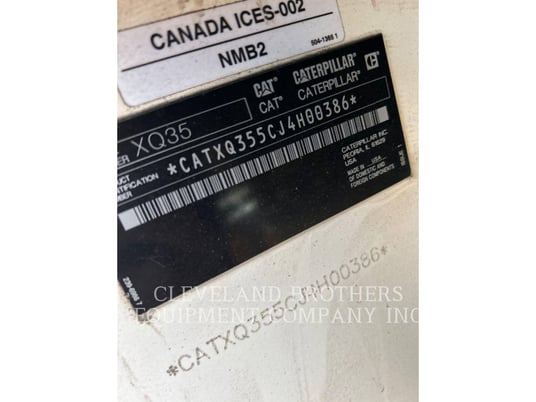 CANADA ICES-002
NMB2
504-1365 1
CAT CATERPILLAR
CAT® CATERPILLAR®
XQ35
*CATXQ355CJ4H00386*
CATERPILLAR INC.
PEORIA, IL 61629
USA
MADE IN USA
OF DOMESTIC AND
FOREIGN COMPONENTS
CLEVELAND BROTHERS
EQUIPMENT COMPANY INC
*CATXQ355CJ4H00386*